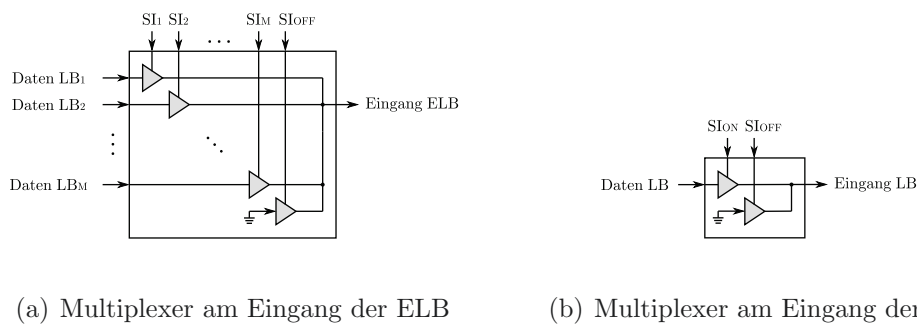 SI1 SI2 ... SIM SIOFF
Daten LB1
Daten LB2
Eingang ELB
Daten LBM
SION SIOFF
Daten LB
Eingang LB
(a) Multiplexer am Eingang der ELB
(b) Multiplexer am Eingang der